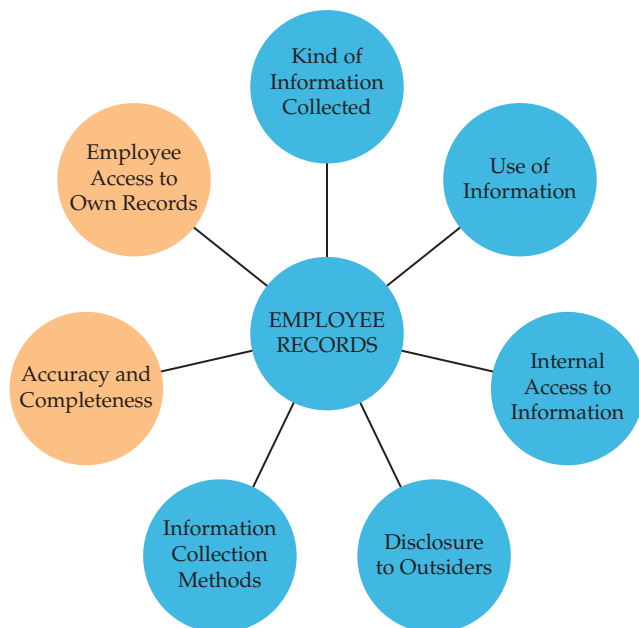 Kind of
Information
Collected
Employee
Access to
Own Records
Use of
Information
EMPLOYEE
RECORDS
Accuracy and
Completeness
Internal
Access to
Information
Information
Collection
Methods
Disclosure
to Outsiders